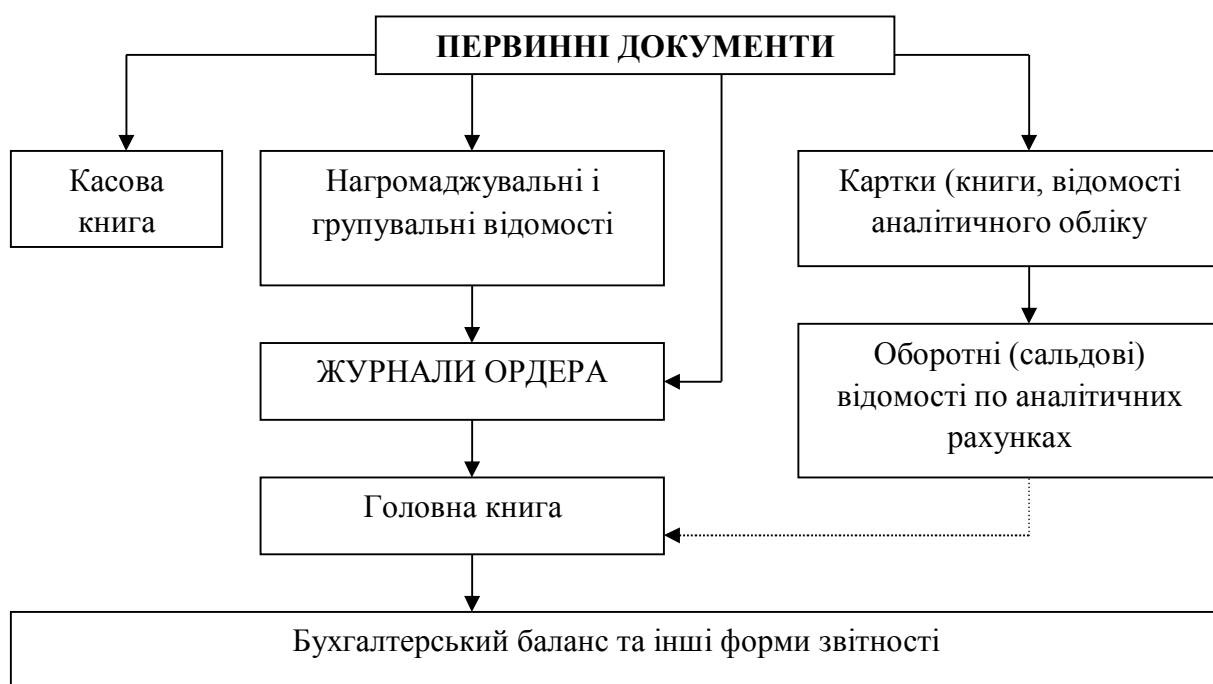 ПЕРВИННІ ДОКУМЕНТИ
Касова
книга
Нагромаджувальні і
групувальні відомості
Картки (книги, відомості
аналітичного обліку
ЖУРНАЛИ ОРДЕРА
Оборотні (сальдові)
відомості по аналітичних
рахунках
Головна книга
Бухгалтерський баланс та інші форми звітності